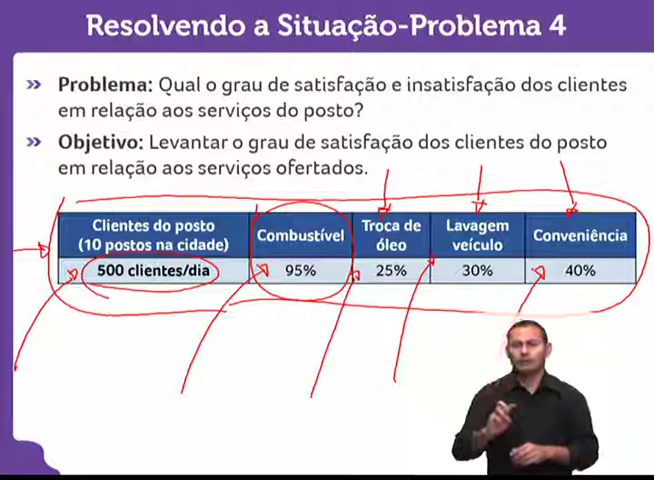 Resolvendo a Situação-Problema 4
» Problema: Qual o grau de satisfação e insatisfação dos clientes
em relação aos serviços do posto?
» Objetivo: Levantar o grau de satisfação dos clientes do posto
em relação aos serviços ofertados.
Clientes do posto
(10 postos na cidade)
Combustível
Troca de
óleo
Lavagem
veículo
Conveniência
500 clientes/dia
95%
25%
30%
40%